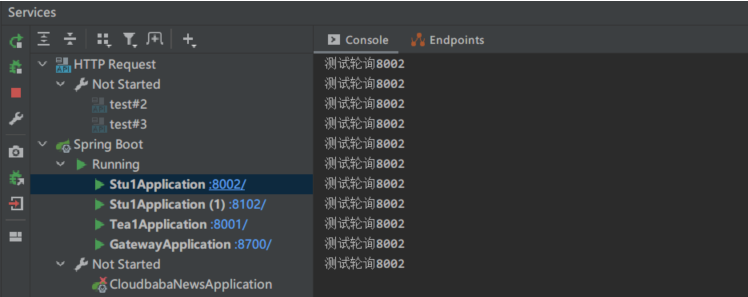 Services
HTTP Request
Not Started
test#2
test#3
Spring Boot
Running
Stu1Application :8002/
Stu1Application (1) :8102/
Tea1Application :8001/
GatewayApplication :8700/
Not Started
CloudbabaNewsApplication
Console Endpoints
测试轮询8002
测试轮询8002
测试轮询8002
测试轮询8002
测试轮询8002
测试轮询8002
测试轮询8002
测试轮询8002
测试轮询8002
测试轮询8002
测试轮询8002